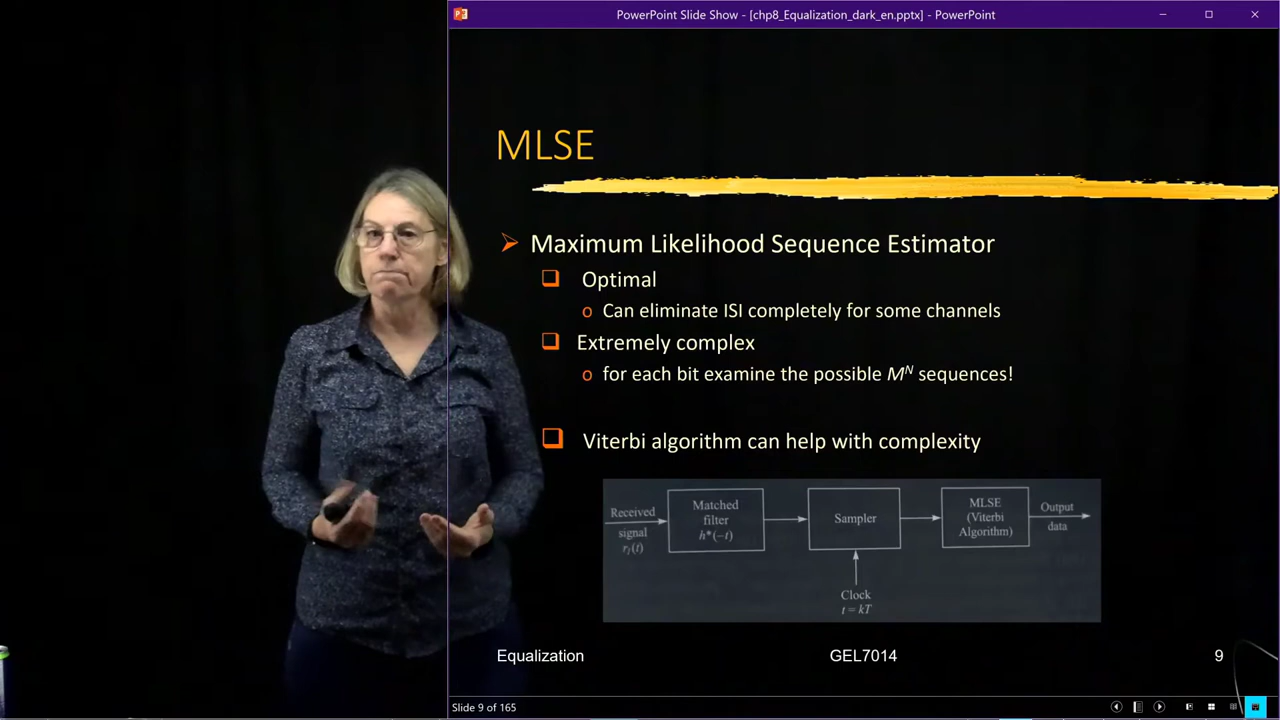 PowerPoint Slide Show - [chp8_Equalization_dark_en.pptx] - PowerPoint
MLSE
Maximum Likelihood Sequence Estimator
Optimal
Can eliminate ISI completely for some channels
Extremely complex
for each bit examine the possible M^N sequences!
Viterbi algorithm can help with complexity
Received
signal
r_i(t)
Matched
filter
h*(-t)
Sampler
Clock
t = kT
MLSE
(Viterbi
Algorithm)
Output
data
Equalization
GEL7014
9
Slide 9 of 165